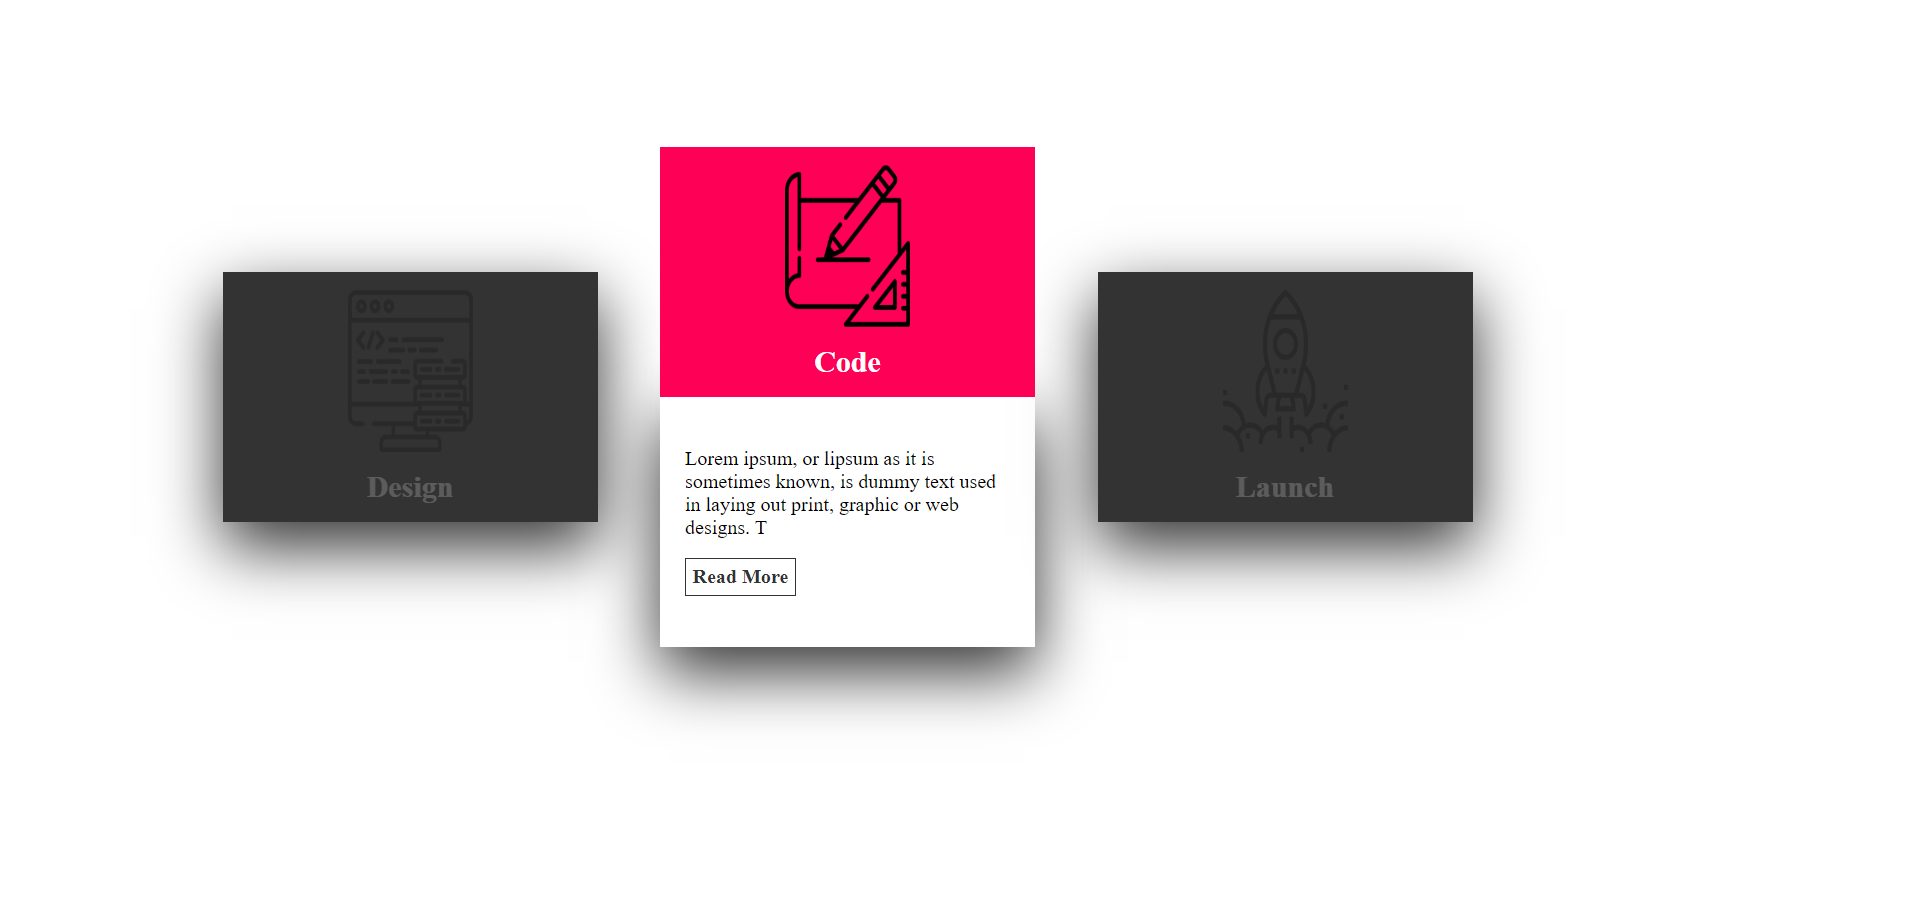 Design
Code
Lorem ipsum, or lipsum as it is
sometimes known, is dummy text used
in laying out print, graphic or web
designs. T
Read More
Launch